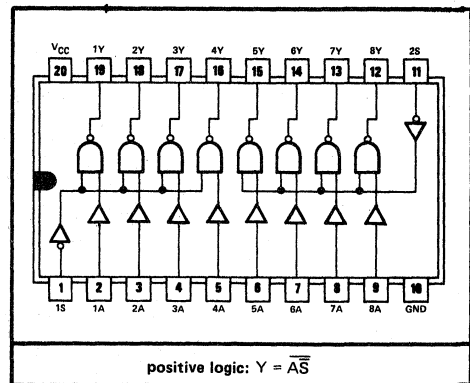 VCC 1Y 2Y 3Y 4Y 5Y 6Y 7Y 8Y 2S
20 19 18 17 16 15 14 13 12 11
1 2 3 4 5 6 7 8 9 10
1S 1A 2A 3A 4A 5A 6A 7A 8A GND
positive logic: Y = A̅S̅̅